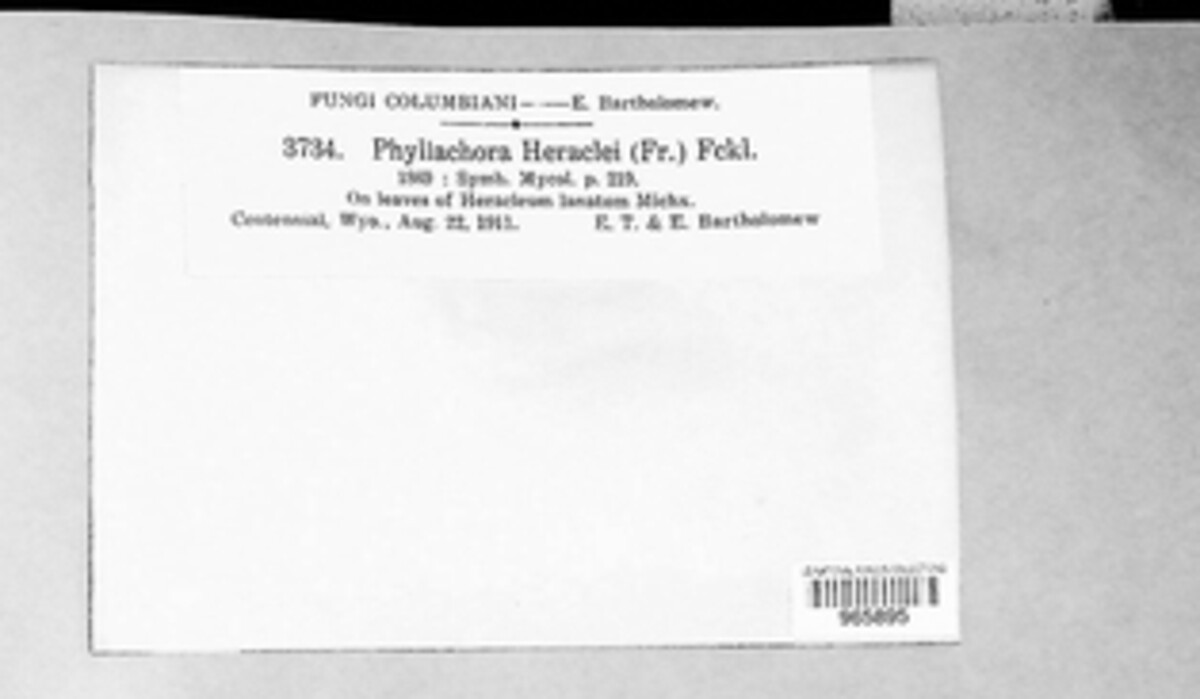 FUNGI COLUMBIANI— —E. Bartholomew.
3734. Phyllachora Heraclei (Fr.) Fckl.
1869 : Symb. Mycol. p. 219.
On leaves of Heracleum lanatum Michx.
Centennial, Wyo., Aug. 22, 1911. E. T. & E. Bartholomew
965895